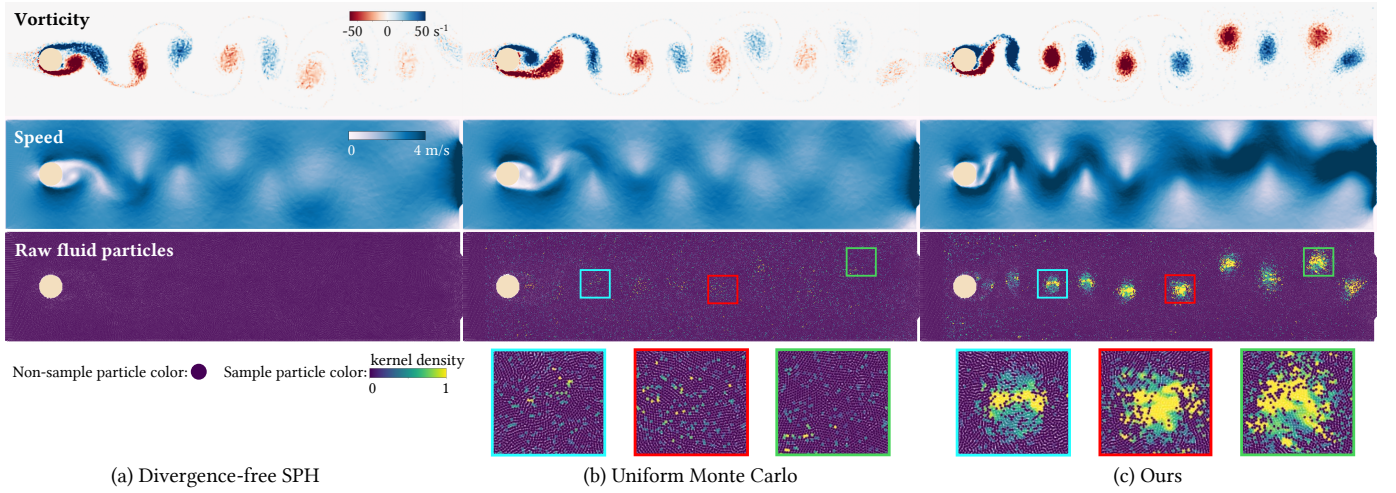 Vorticity
-50 0 50 s-1
Speed
0 4 m/s
Raw fluid particles
kernel density
Non-sample particle color: Sample particle color:
0 1
(a) Divergence-free SPH (b) Uniform Monte Carlo (c) Ours